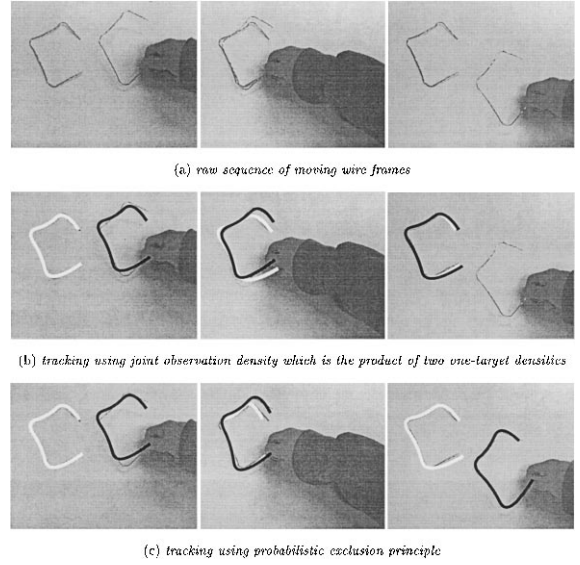 (a) raw sequence of moving wire frames
(b) tracking using joint observation density which is the product of two one-target densities
(c) tracking using probabilistic exclusion principle